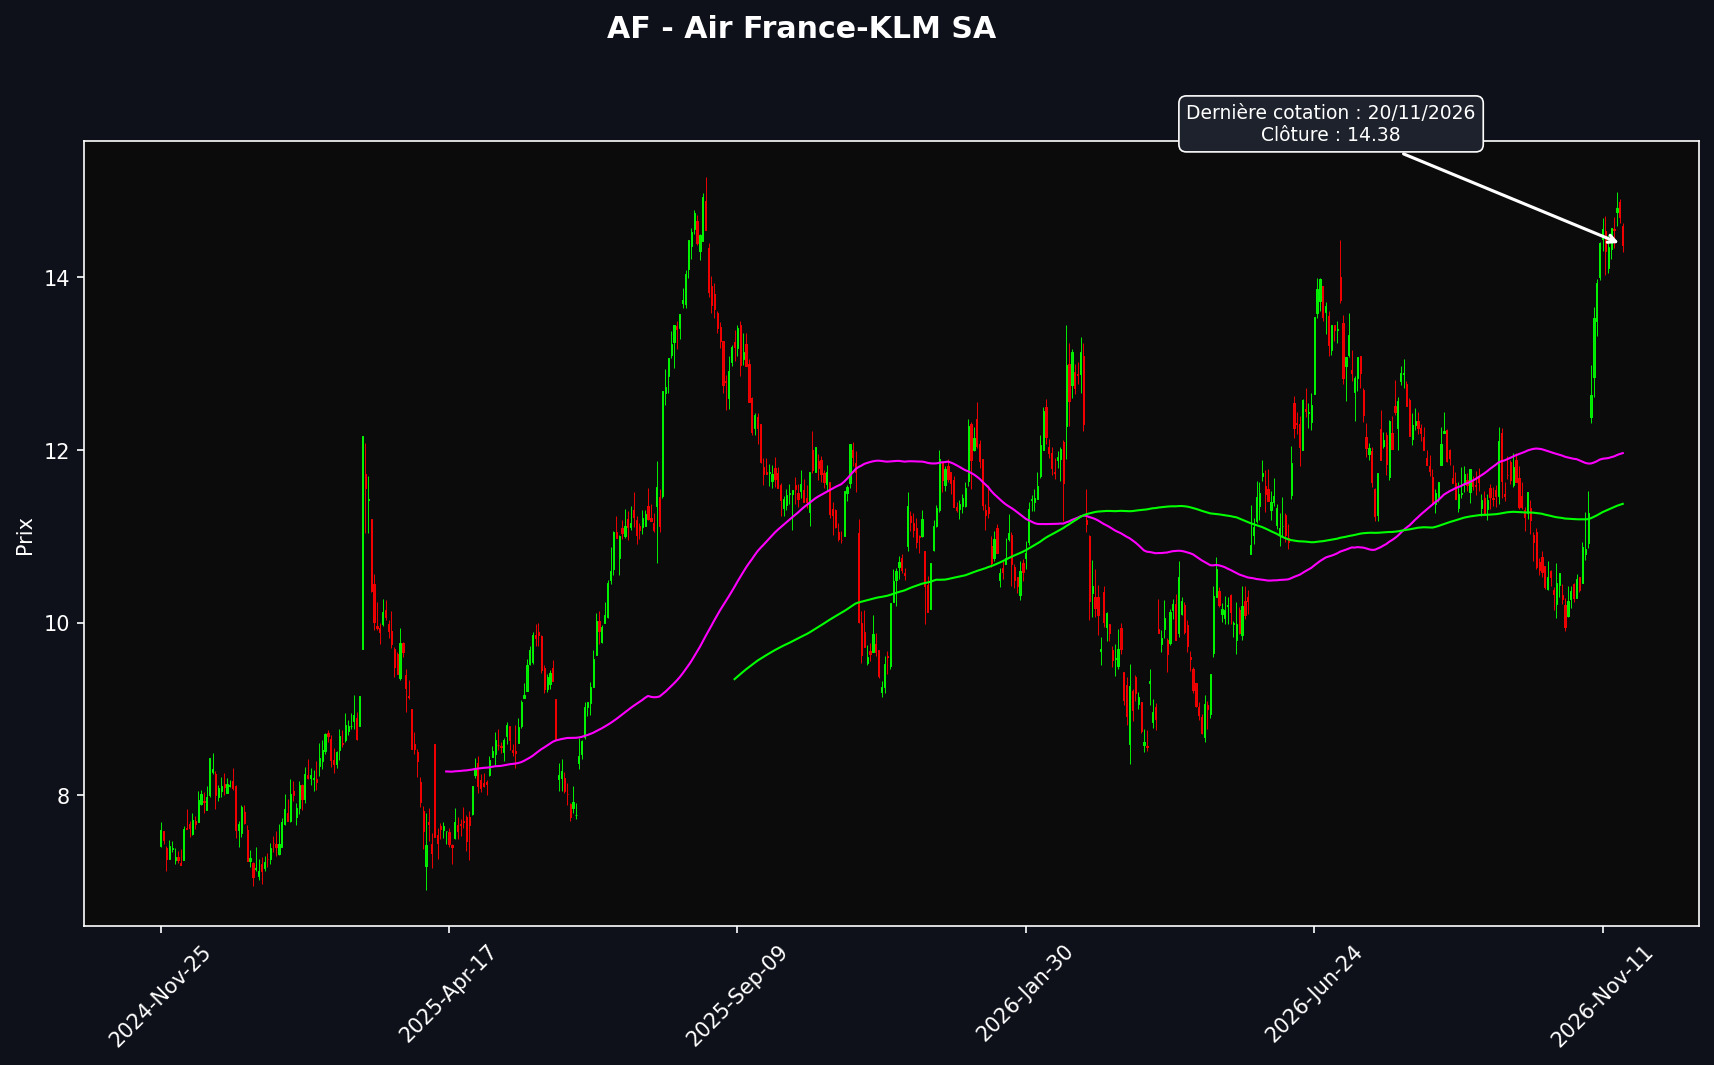 AF - Air France-KLM SA
Dernière cotation : 20/11/2026
Clôture : 14.38
Prix
14
12
10
8
2024-Nov-25
2025-Apr-17
2025-Sep-09
2026-Jan-30
2026-Jun-24
2026-Nov-11